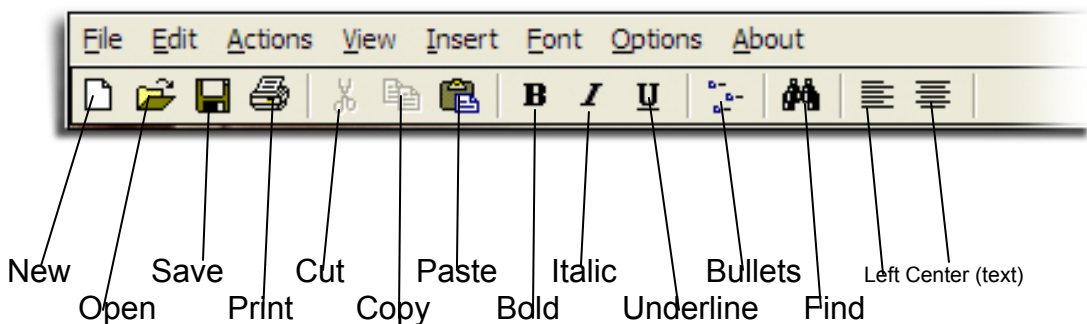 File Edit Actions View Insert Font Options About
B I U
New Save Cut Paste Italic Bullets Left Center (text)
Open Print Copy Bold Underline Find